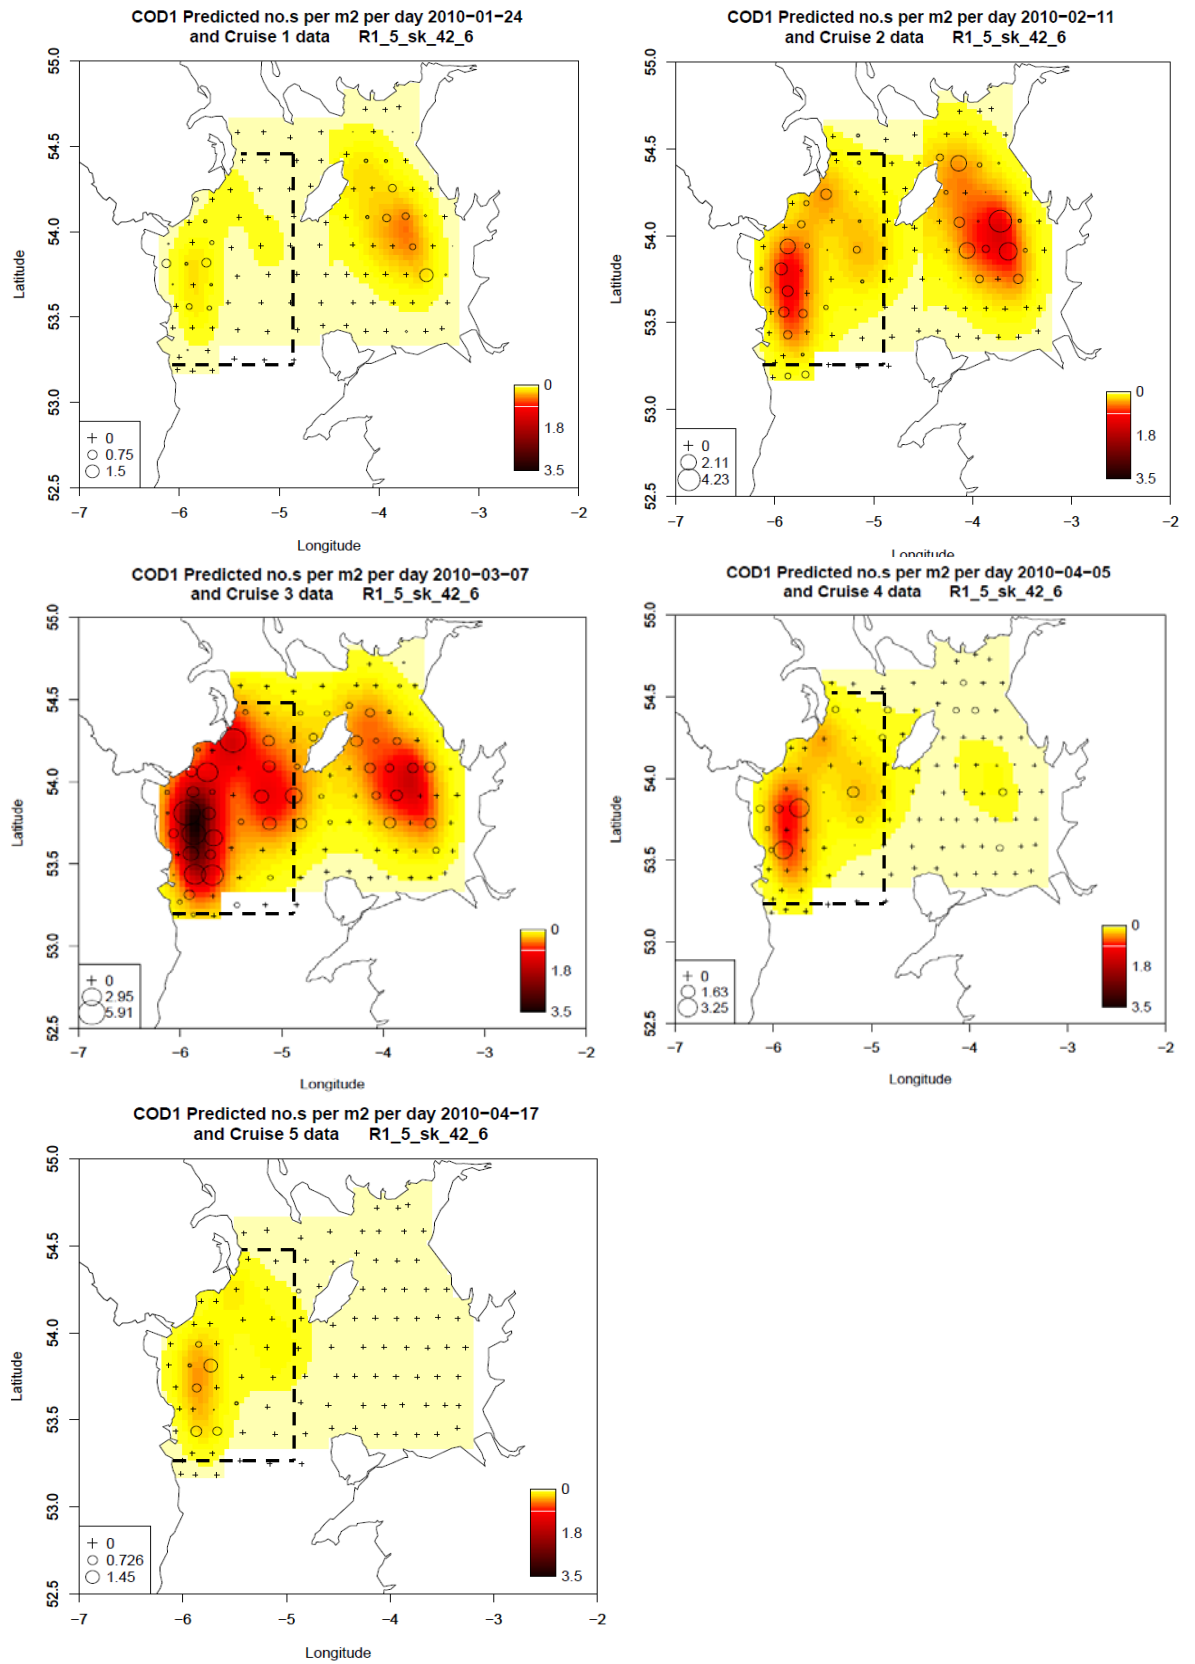 COD1 Predicted no.s per m2 per day 2010−01−24
and Cruise 1 data R1_5_sk_42_6
55.0
54.5
54.0
53.5
53.0
52.5
Latitude
0
0.75
1.5
0
1.8
3.5
−7 −6 −5 −4 −3 −2
Longitude
COD1 Predicted no.s per m2 per day 2010−02−11
and Cruise 2 data R1_5_sk_42_6
55.0
54.5
54.0
53.5
53.0
52.5
Latitude
0
2.11
4.23
0
1.8
3.5
−7 −6 −5 −4 −3 −2
Longitude
COD1 Predicted no.s per m2 per day 2010−03−07
and Cruise 3 data R1_5_sk_42_6
55.0
54.5
54.0
53.5
53.0
52.5
Latitude
0
2.95
5.91
0
1.8
3.5
−7 −6 −5 −4 −3 −2
Longitude
COD1 Predicted no.s per m2 per day 2010−04−05
and Cruise 4 data R1_5_sk_42_6
55.0
54.5
54.0
53.5
53.0
52.5
Latitude
0
1.63
3.25
0
1.8
3.5
−7 −6 −5 −4 −3 −2
Longitude
COD1 Predicted no.s per m2 per day 2010−04−17
and Cruise 5 data R1_5_sk_42_6
55.0
54.5
54.0
53.5
53.0
52.5
Latitude
0
0.726
1.45
0
1.8
3.5
−7 −6 −5 −4 −3 −2
Longitude